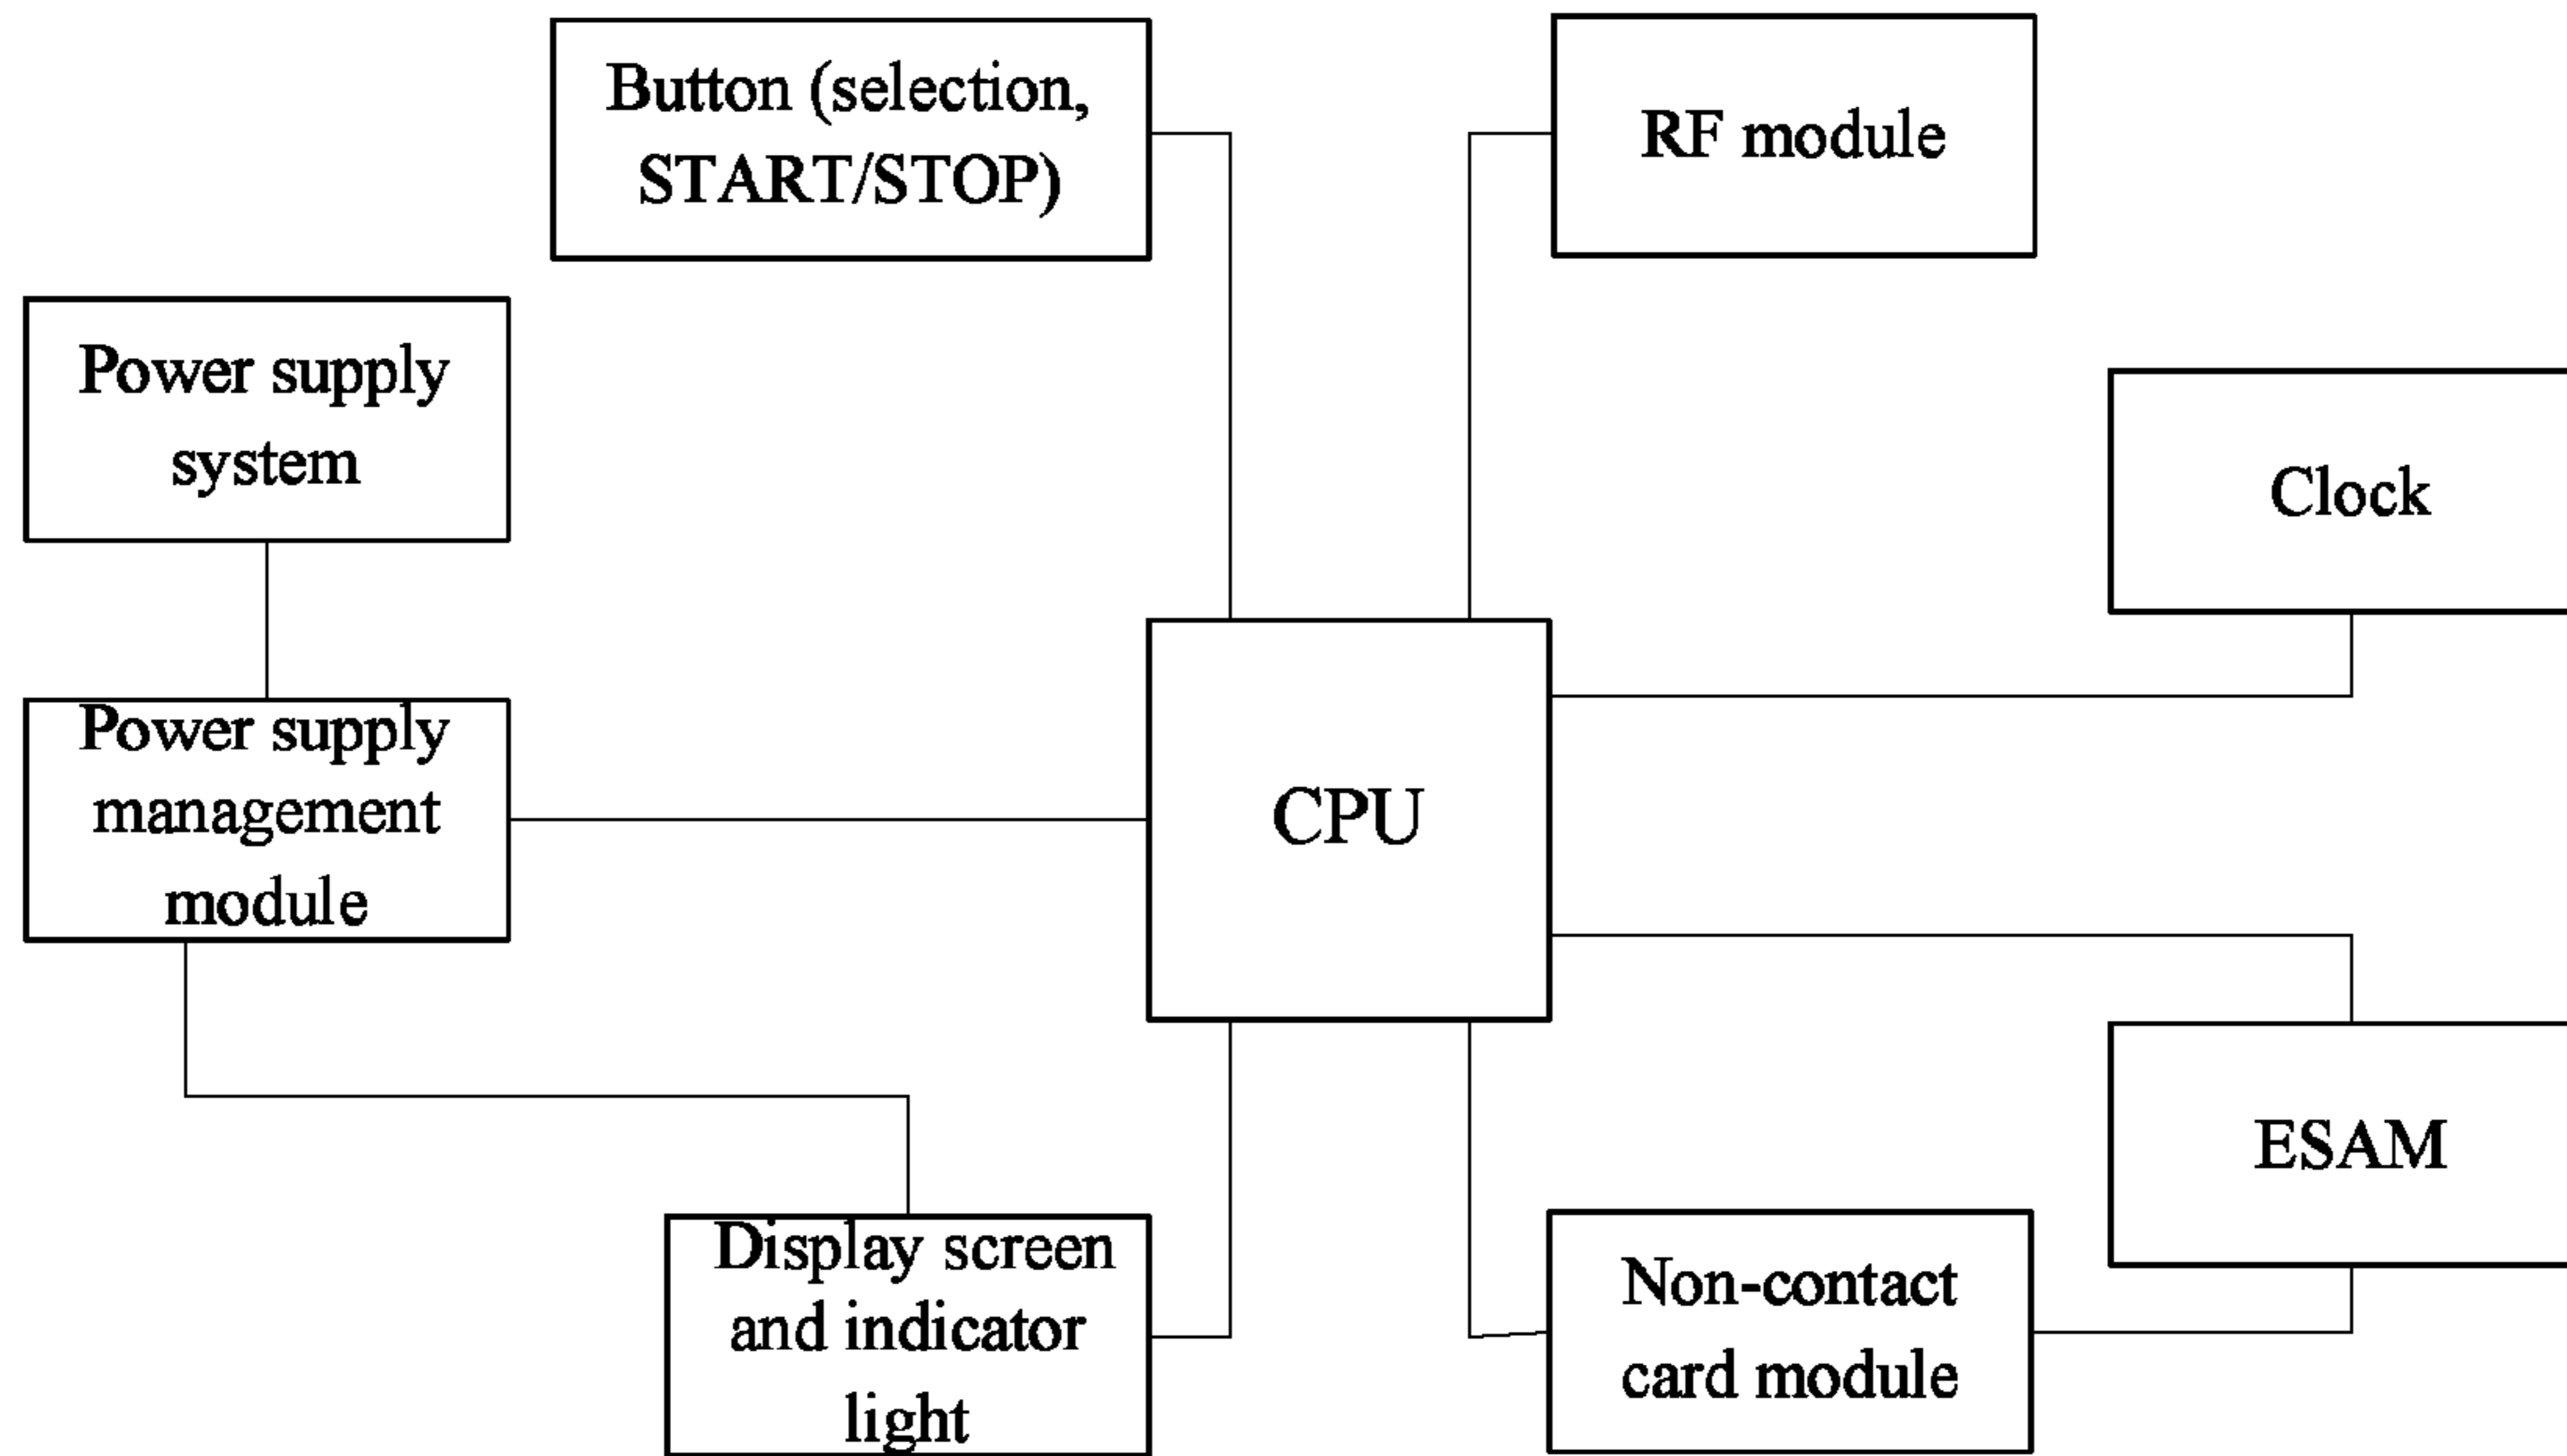 Button (selection,
START/STOP)
RF module
Power supply
system
Clock
Power supply
management
module
CPU
ESAM
Display screen
and indicator
light
Non-contact
card module